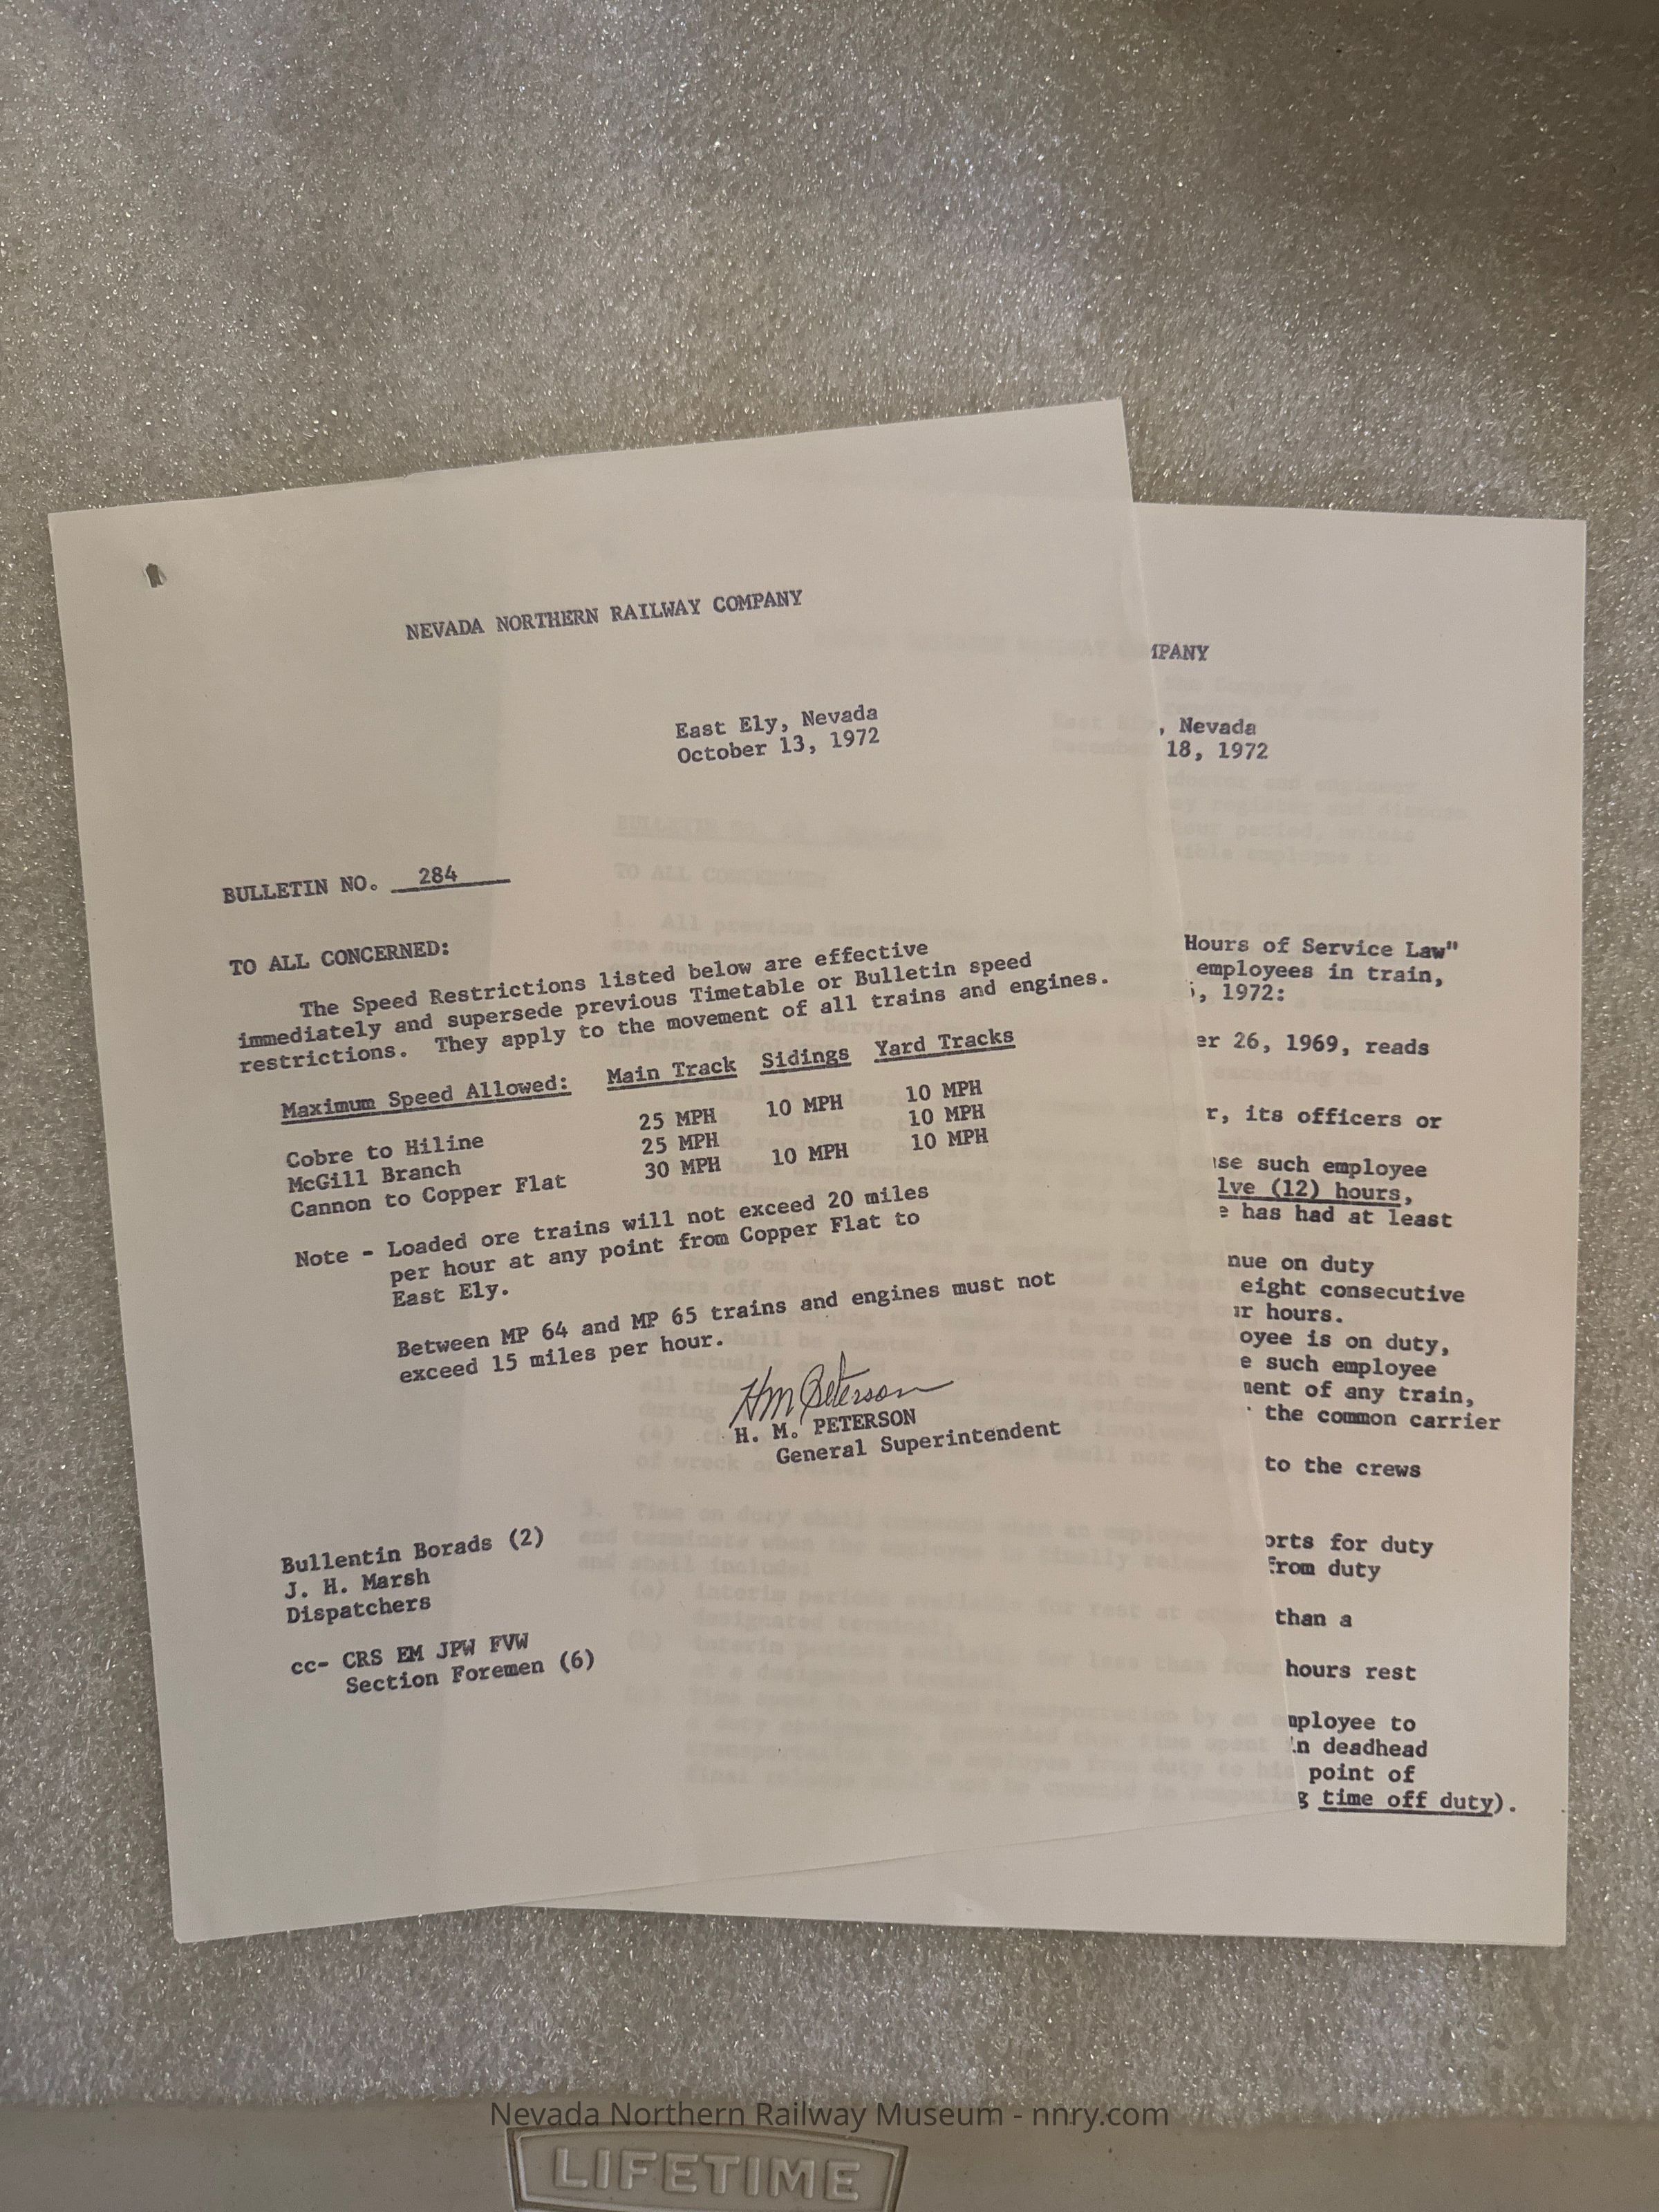 NEVADA NORTHERN RAILWAY COMPANY
East Ely, Nevada
October 13, 1972
BULLETIN NO. 284
TO ALL CONCERNED:
The Speed Restrictions listed below are effective
immediately and supersede previous Timetable or Bulletin speed
restrictions. They apply to the movement of all trains and engines.
Maximum Speed Allowed: Main Track Sidings Yard Tracks
Cobre to Hiline 25 MPH 10 MPH 10 MPH
McGill Branch 25 MPH 10 MPH
Cannon to Copper Flat 30 MPH 10 MPH 10 MPH
Note - Loaded ore trains will not exceed 20 miles
per hour at any point from Copper Flat to
East Ely.
Between MP 64 and MP 65 trains and engines must not
exceed 15 miles per hour.
HM Peterson
H. M. PETERSON
General Superintendent
Bullentin Borads (2)
J. H. Marsh
Dispatchers
cc- CRS EM JPW FVW
Section Foremen (6)
MPANY
, Nevada
18, 1972
Hours of Service Law"
employees in train,
, 1972:
er 26, 1969, reads
r, its officers or
use such employee
lve (12) hours,
e has had at least
nue on duty
eight consecutive
ur hours.
oyee is on duty,
e such employee
ment of any train,
the common carrier
to the crews
orts for duty
from duty
than a
hours rest
mployee to
in deadhead
point of
g time off duty).
Nevada Northern Railway Museum - nnry.com
LIFETIME